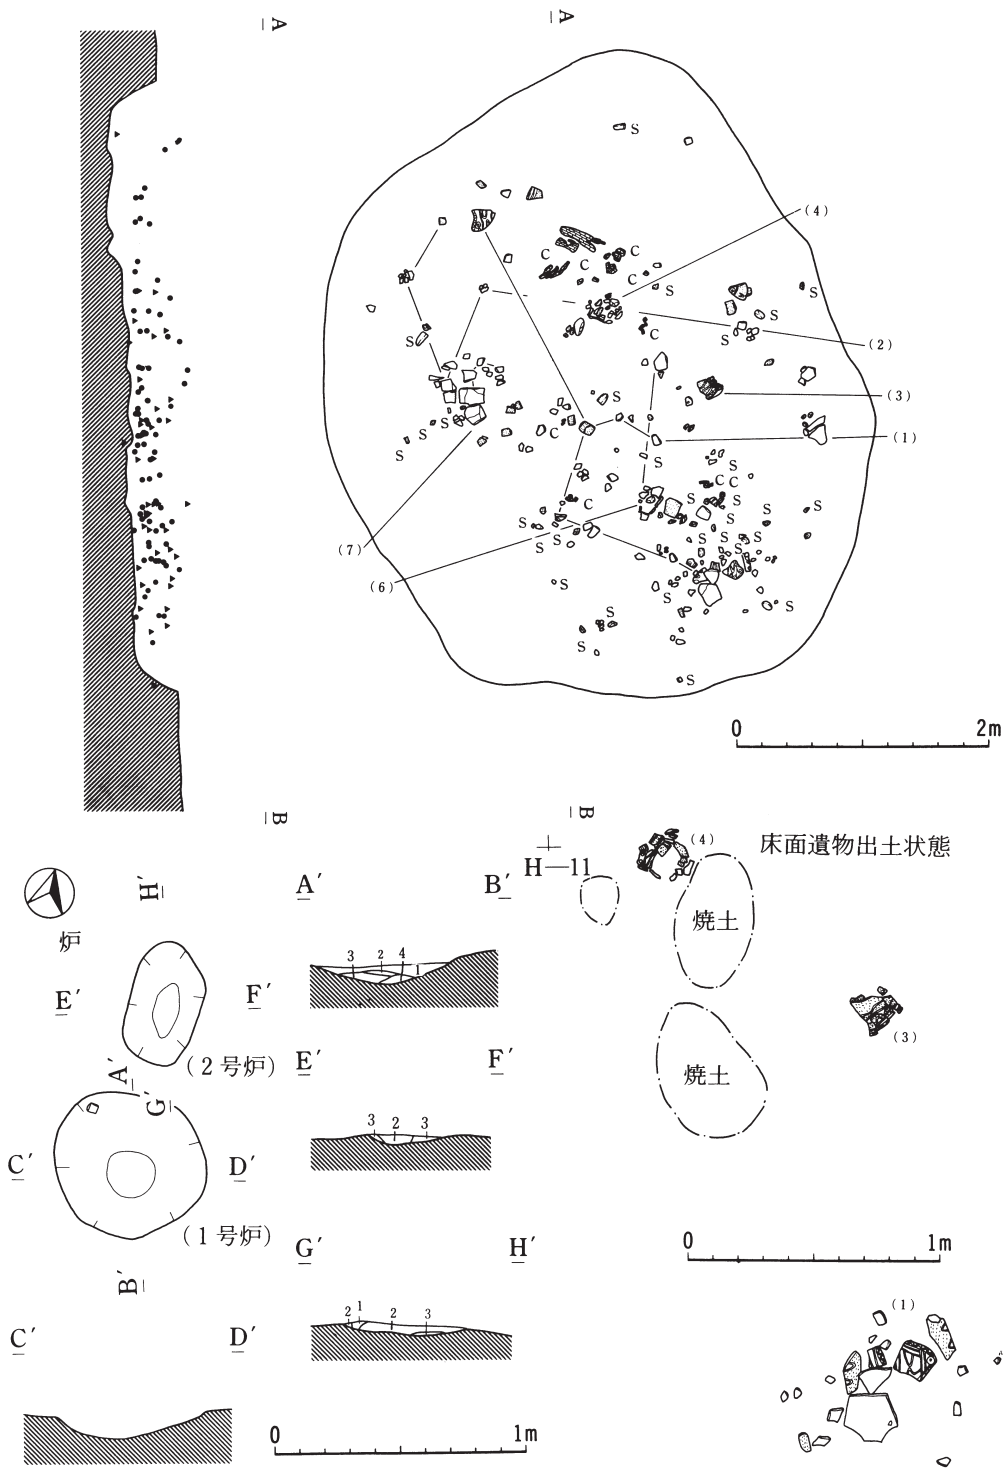 A
A
S
(4)
C
C
C
C
S
S
S
S
S
C
(2)
(3)
S
S
C
(1)
S
S
S
S
C C
S
S
C
S
S
S
S
S
S
S
S
S
S
(7)
(6)
S
S
S
S
S
S
0 2m
B
B
H—11
(4)
床面遺物出土状態
H′
A′
B′
炉
焼土
3 2 4 1
E′
F′
(2号炉)
A′
G′
E′
F′
(3)
焼土
3 2 3
C′
D′
(1号炉)
G′
H′
0 1m
B′
2 1 2 3
(1)
C′
D′
0 1m